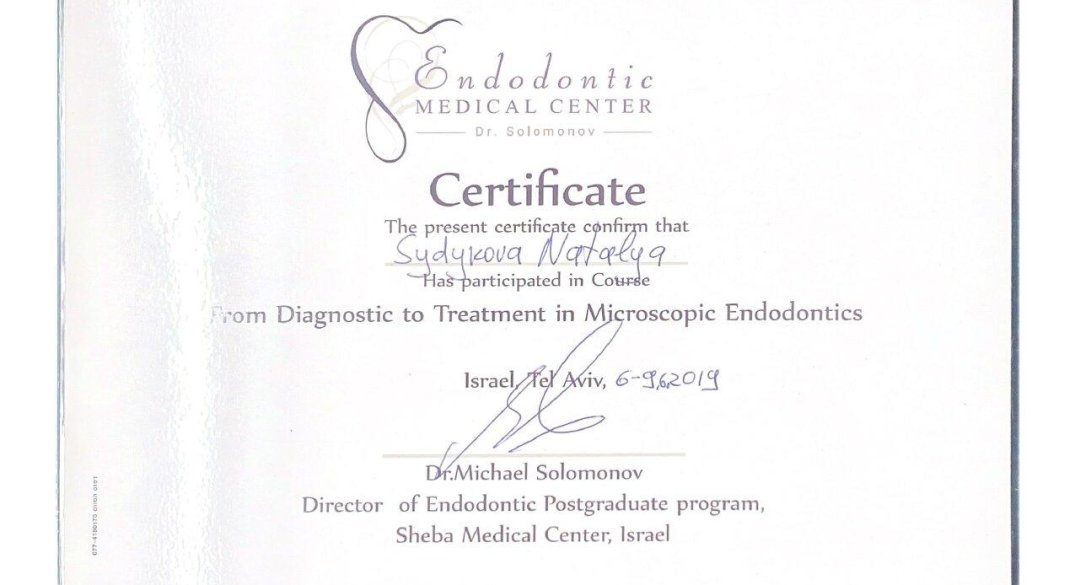 Endodontic
MEDICAL CENTER
Dr. Solomonov
Certificate
The present certificate confirm that
Sydykova Natalya
Has participated in Course
From Diagnostic to Treatment in Microscopic Endodontics
Israel, Tel Aviv, 6-9,6,2019
Dr.Michael Solomonov
Director of Endodontic Postgraduate program,
Sheba Medical Center, Israel